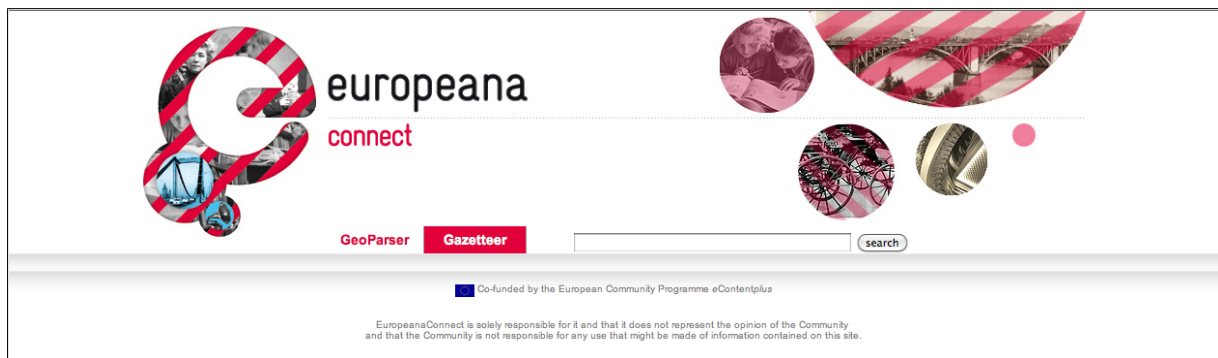 europeana
connect
GeoParser Gazetteer search
Co-funded by the European Community Programme eContentplus
EuropeanaConnect is solely responsible for it and that it does not represent the opinion of the Community
and that the Community is not responsible for any use that might be made of information contained on this site.